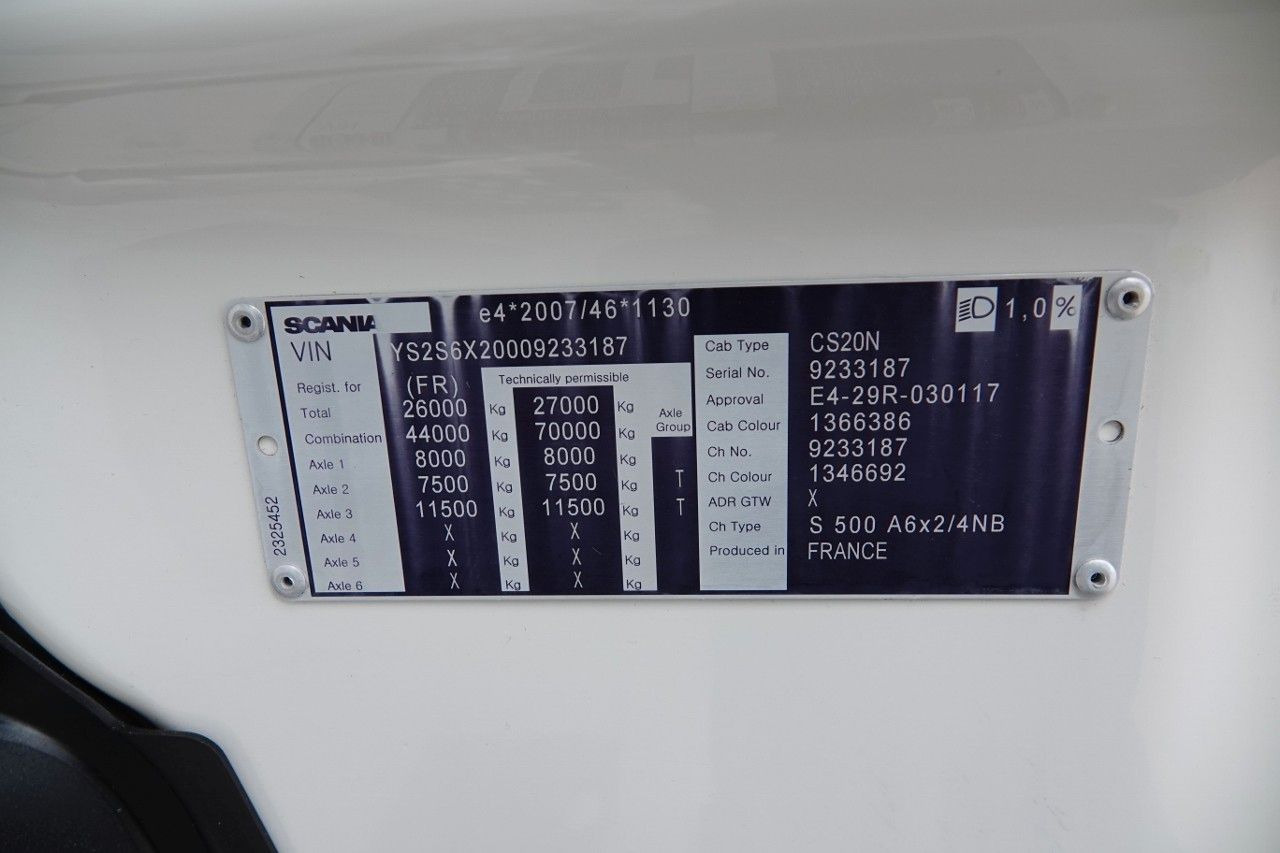 SCANIA e4*2007/46*1130 1,0 %
VIN YS2S6X20009233187
Regist. for (FR) Technically permissible
Total 26000 Kg 27000 Kg Axle Group
Combination 44000 Kg 70000 Kg
Axle 1 8000 Kg 8000 Kg
Axle 2 7500 Kg 7500 Kg T
Axle 3 11500 Kg 11500 Kg T
Axle 4 X Kg X Kg
Axle 5 X Kg X Kg
Axle 6 X Kg X Kg
Cab Type CS20N
Serial No. 9233187
Approval E4-29R-030117
Cab Colour 1366386
Ch No. 9233187
Ch Colour 1346692
ADR GTW X
Ch Type S 500 A6x2/4NB
Produced in FRANCE
2325452